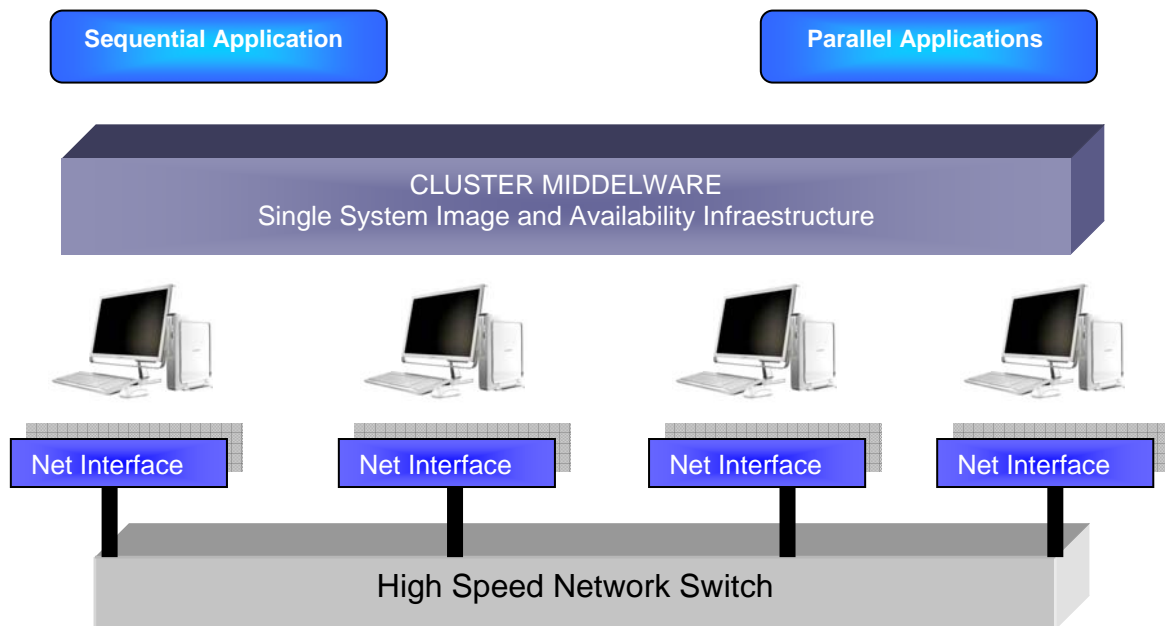 Sequential Application
Parallel Applications
CLUSTER MIDDELWARE
Single System Image and Availability Infraestructure
Net Interface
Net Interface
Net Interface
Net Interface
High Speed Network Switch